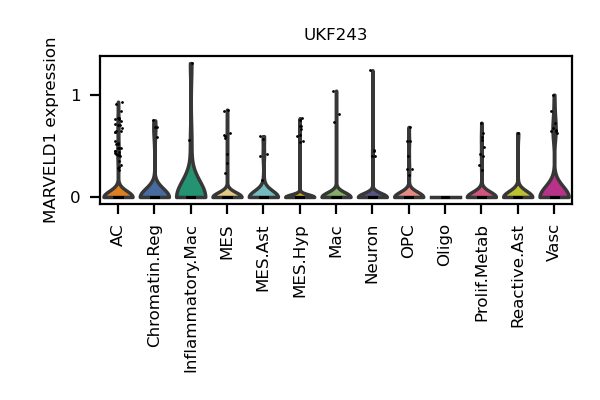 UKF243
MARVELD1 expression
1
0
AC
Chromatin.Reg
Inflammatory.Mac
MES
MES.Ast
MES.Hyp
Mac
Neuron
OPC
Oligo
Prolif.Metab
Reactive.Ast
Vasc